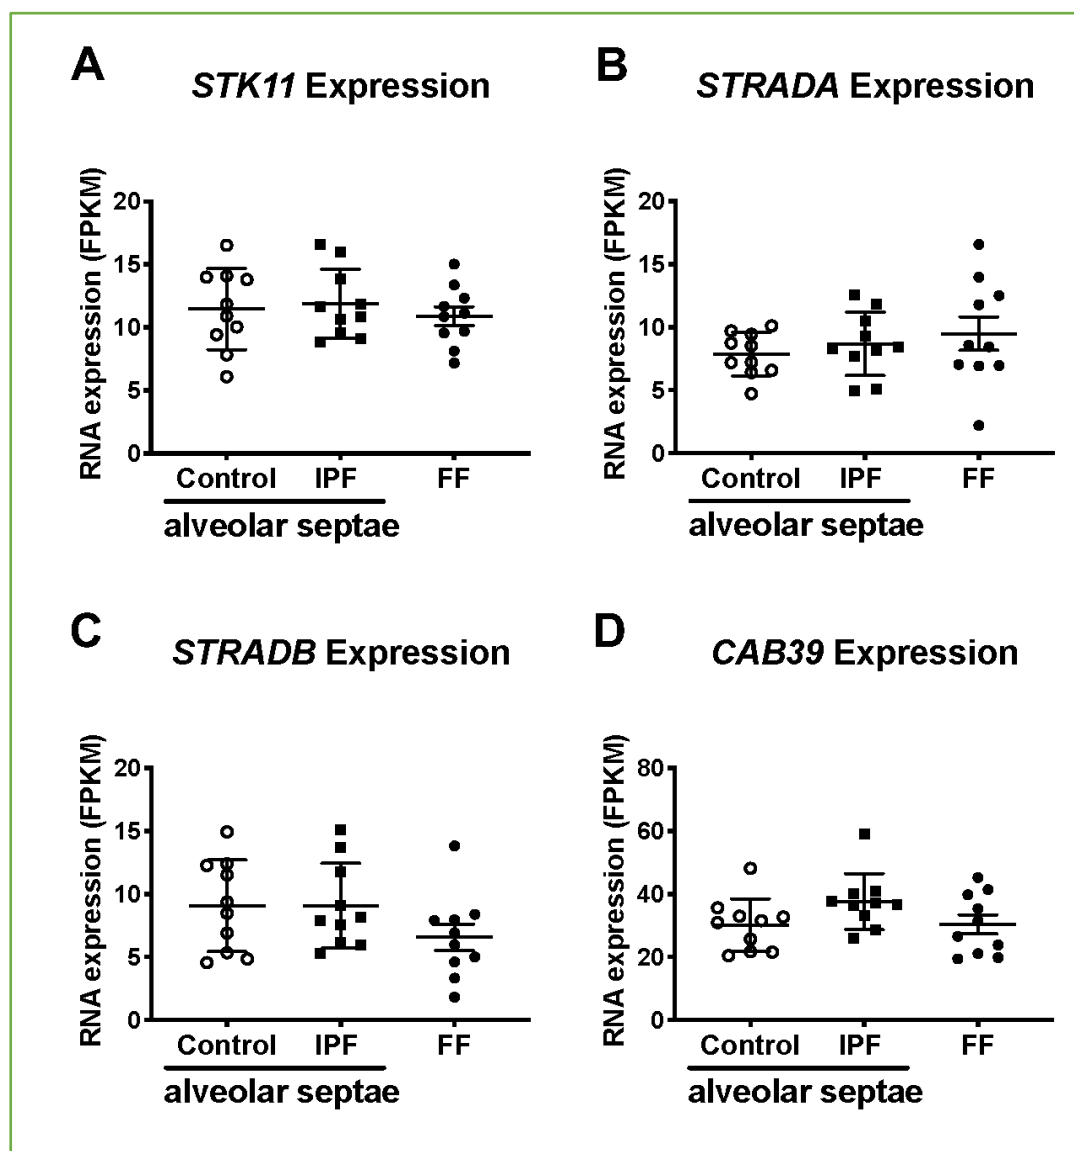 A
STK11 Expression
RNA expression (FPKM)
20
15
10
5
0
Control IPF FF
alveolar septae
B
STRADA Expression
RNA expression (FPKM)
20
15
10
5
0
Control IPF FF
alveolar septae
C
STRADB Expression
RNA expression (FPKM)
20
15
10
5
0
Control IPF FF
alveolar septae
D
CAB39 Expression
RNA expression (FPKM)
80
60
40
20
0
Control IPF FF
alveolar septae